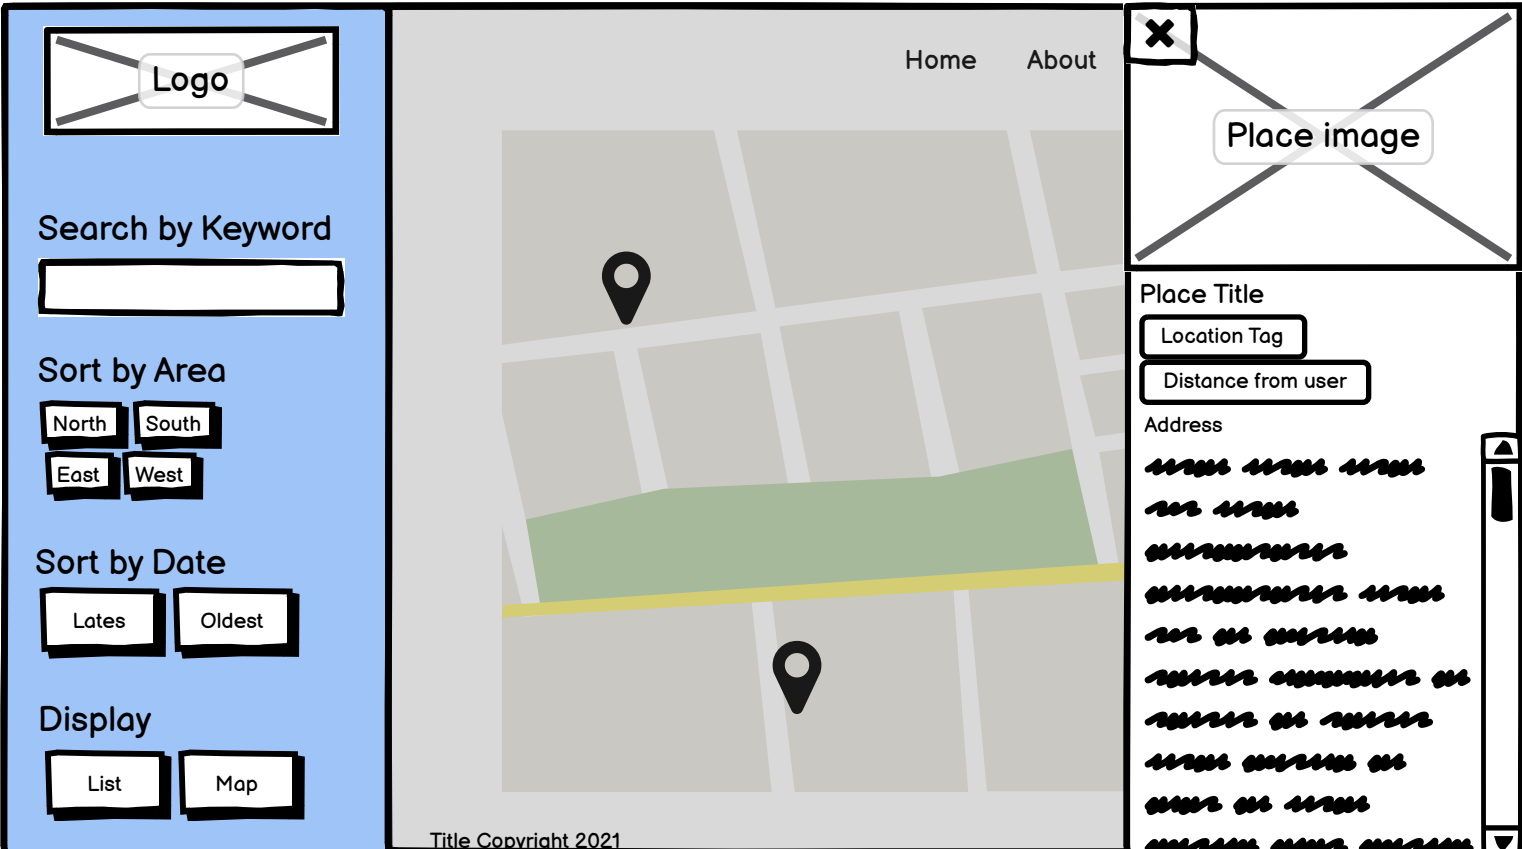 Logo
Search by Keyword
Sort by Area
North South
East West
Sort by Date
Lates Oldest
Display
List Map
Home About
Title Copyright 2021
Place image
Place Title
Location Tag
Distance from user
Address